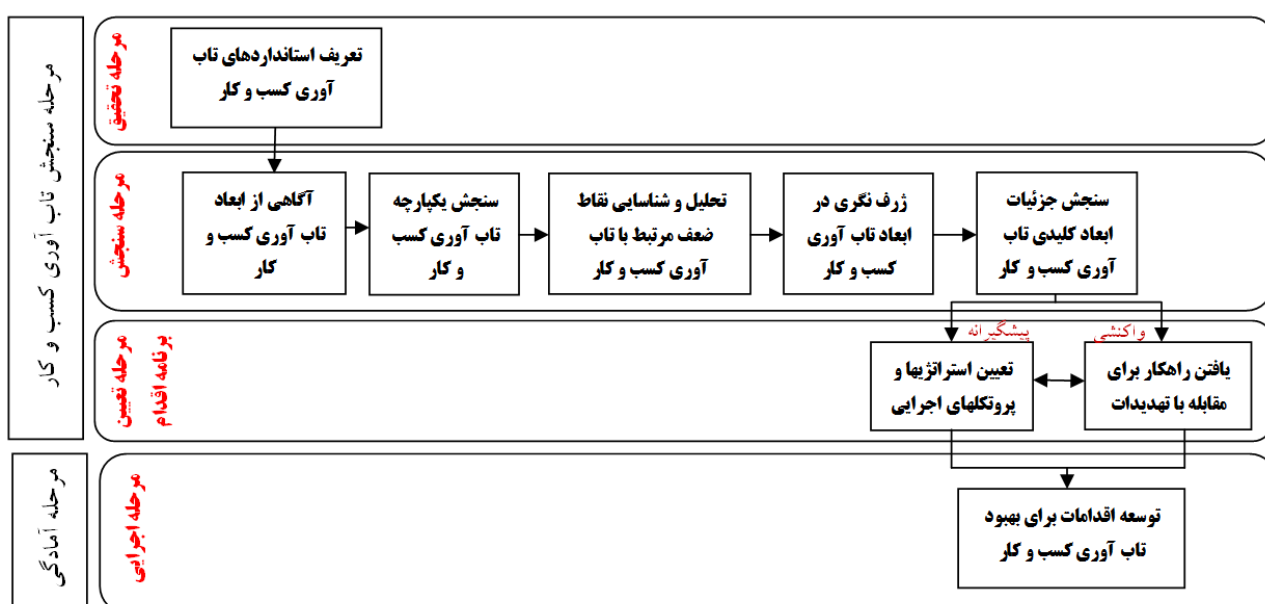 مرحله سنجش تاب آوری کسب و کار
مرحله تحقیق
تعریف استانداردهای تاب
آوری کسب و کار
مرحله سنجش
آگاهی از ابعاد
تاب آوری کسب و
کار
سنجش یکپارچه
تاب آوری کسب
و کار
تحلیل و شناسایی نقاط
ضعف مرتبط با تاب
آوری کسب و کار
ژرف نگری در
ابعاد تاب آوری
کسب و کار
سنجش جزئیات
ابعاد کلیدی تاب
آوری کسب و کار
مرحله تعیین
برنامه اقدام
پیشگیرانه
تعیین استراتژیها و
پروتکلهای اجرایی
واکنشی
یافتن راهکار برای
مقابله با تهدیدات
مرحله آمادگی
مرحله اجرایی
توسعه اقدامات برای بهبود
تاب آوری کسب و کار